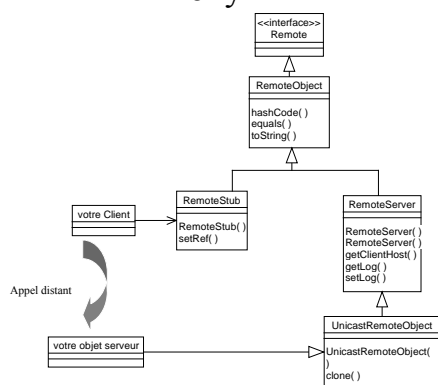 <<interface>>
Remote
RemoteObject
hashCode( )
equals( )
toString( )
RemoteStub
RemoteStub( )
setRef( )
votre Client
RemoteServer
RemoteServer( )
RemoteServer( )
getClientHost( )
getLog( )
setLog( )
Appel distant
votre objet serveur
UnicastRemoteObject
UnicastRemoteObject(
)
clone( )